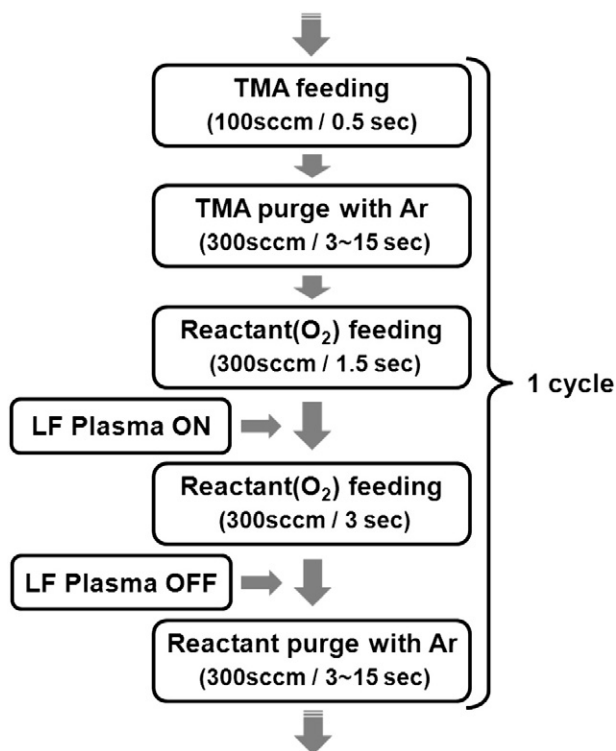 TMA feeding
(100sccm / 0.5 sec)
TMA purge with Ar
(300sccm / 3~15 sec)
Reactant(O₂) feeding
(300sccm / 1.5 sec)
1 cycle
LF Plasma ON
Reactant(O₂) feeding
(300sccm / 3 sec)
LF Plasma OFF
Reactant purge with Ar
(300sccm / 3~15 sec)